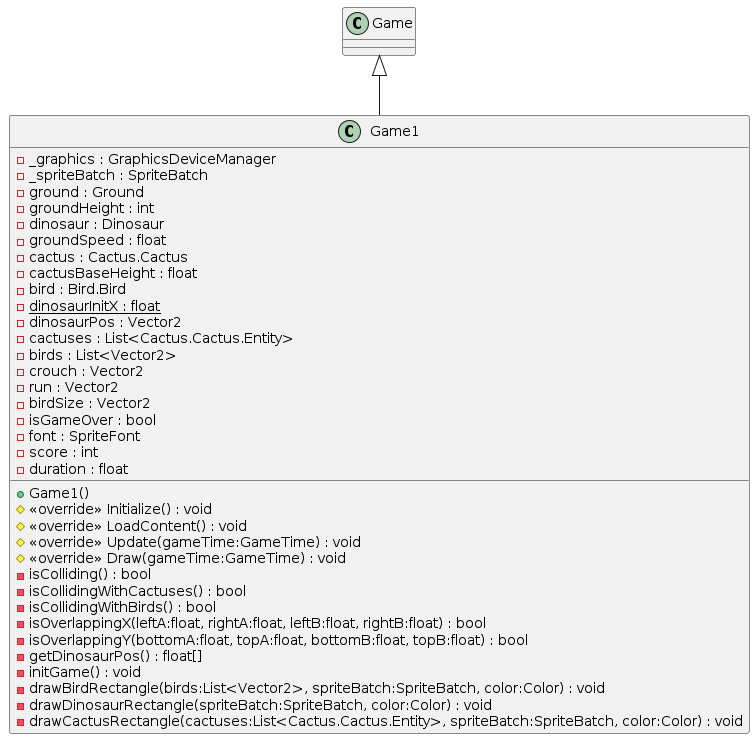 C Game
C Game1
_graphics : GraphicsDeviceManager
_spriteBatch : SpriteBatch
ground : Ground
groundHeight : int
dinosaur : Dinosaur
groundSpeed : float
cactus : Cactus.Cactus
cactusBaseHeight : float
bird : Bird.Bird
dinosaurInitX : float
dinosaurPos : Vector2
cactuses : List<Cactus.Cactus.Entity>
birds : List<Vector2>
crouch : Vector2
run : Vector2
birdSize : Vector2
isGameOver : bool
font : SpriteFont
score : int
duration : float
Game1()
«override» Initialize() : void
«override» LoadContent() : void
«override» Update(gameTime:GameTime) : void
«override» Draw(gameTime:GameTime) : void
isColliding() : bool
isCollidingWithCactuses() : bool
isCollidingWithBirds() : bool
isOverlappingX(leftA:float, rightA:float, leftB:float, rightB:float) : bool
isOverlappingY(bottomA:float, topA:float, bottomB:float, topB:float) : bool
getDinosaurPos() : float[]
initGame() : void
drawBirdRectangle(birds:List<Vector2>, spriteBatch:SpriteBatch, color:Color) : void
drawDinosaurRectangle(spriteBatch:SpriteBatch, color:Color) : void
drawCactusRectangle(cactuses:List<Cactus.Cactus.Entity>, spriteBatch:SpriteBatch, color:Color) : void